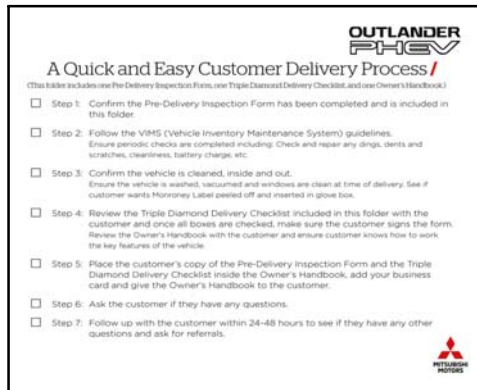 OUTLANDER
PHEV
A Quick and Easy Customer Delivery Process /
(This folder includes one Pre-Delivery Inspection Form, one Triple Diamond Delivery Checklist, and one Owner's Handbook.)
Step 1: Confirm the Pre-Delivery Inspection Form has been completed and is included in
this folder.
Step 2: Follow the VIMS (Vehicle Inventory Maintenance System) guidelines.
Ensure periodic checks are completed including: Check and repair any dings, dents and
scratches, cleanliness, battery charge, etc.
Step 3: Confirm the vehicle is cleaned, inside and out.
Ensure the vehicle is washed, vacuumed and windows are clean at time of delivery. See if
customer wants Monroney Label peeled off and inserted in glove box.
Step 4: Review the Triple Diamond Delivery Checklist included in this folder with the
customer and once all boxes are checked, make sure the customer signs the form.
Review the Owner's Handbook with the customer and ensure customer knows how to work
the key features of the vehicle.
Step 5: Place the customer's copy of the Pre-Delivery Inspection Form and the Triple
Diamond Delivery Checklist inside the Owner's Handbook, add your business
card and give the Owner's Handbook to the customer.
Step 6: Ask the customer if they have any questions.
Step 7: Follow up with the customer within 24-48 hours to see if they have any other
questions and ask for referrals.
MITSUBISHI
MOTORS